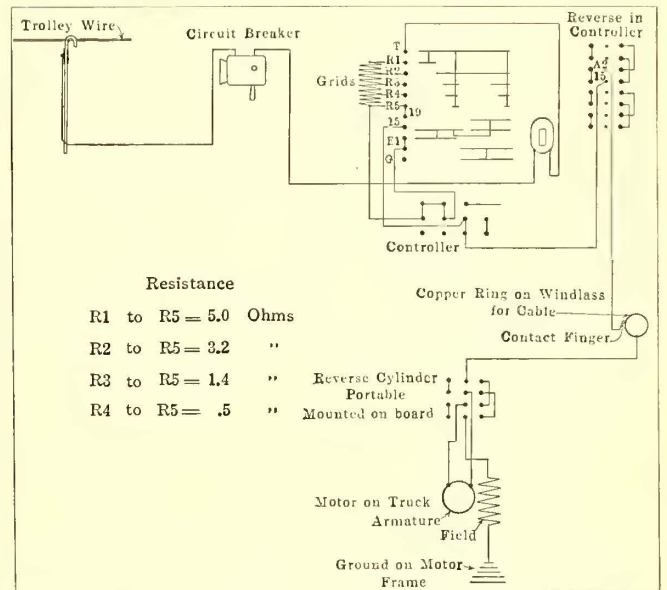 Trolley Wire
Circuit Breaker
Reverse in
Controller
T
R1
R2
R3
R4
R5
Grids
19
15
E1
G
A2
15
Controller
Resistance
R1 to R5 = 5.0 Ohms
R2 to R5 = 3.2 "
R3 to R5 = 1.4 "
R4 to R5 = .5 "
Copper Ring on Windlass
for Cable
Contact Finger
Reverse Cylinder
Portable
Mounted on board
Motor on Truck
Armature
Field
Ground on Motor
Frame